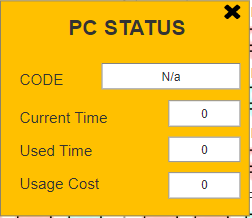 PC STATUS
CODE N/a
Current Time 0
Used Time 0
Usage Cost 0